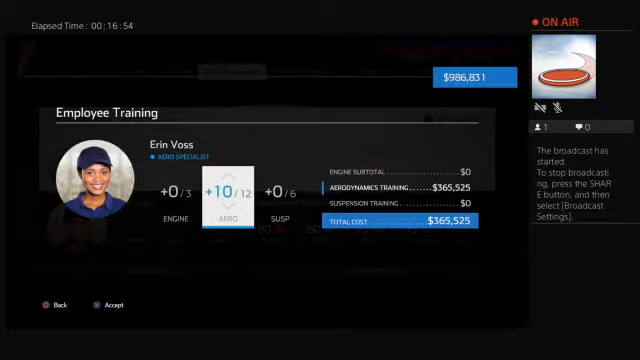 Elapsed Time : 00:16:54
ON AIR
$986,831
Employee Training
Erin Voss
AERO SPECIALIST
+0 / 3
+10 / 12
+0 / 6
ENGINE
AERO
SUSP
ENGINE SUBTOTAL $0
AERODYNAMICS TRAINING $365,525
SUSPENSION TRAINING $0
TOTAL COST $365,525
1
0
The broadcast has
started.
To stop broadcasti
ng, press the SHAR
E button, and then
select [Broadcast
Settings].
Back
Accept